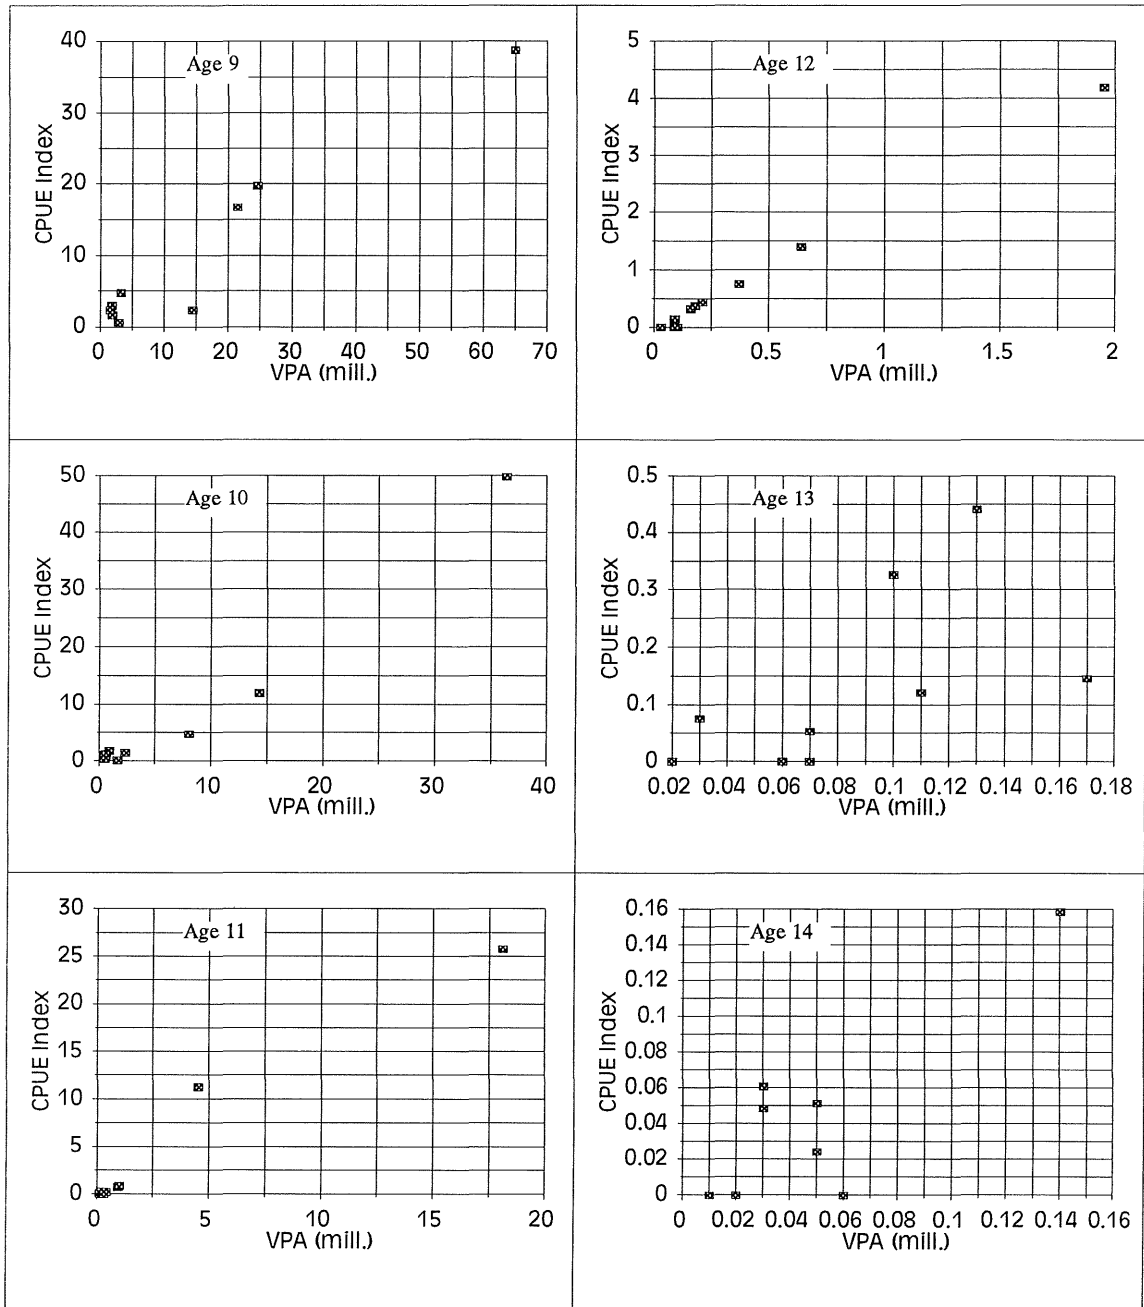 Age 9
CPUE Index
40
30
20
10
0
0 10 20 30 40 50 60 70
VPA (mill.)
Age 12
CPUE Index
5
4
3
2
1
0
0 0.5 1 1.5 2
VPA (mill.)
Age 10
CPUE Index
50
40
30
20
10
0
0 10 20 30 40
VPA (mill.)
Age 13
CPUE Index
0.5
0.4
0.3
0.2
0.1
0
0.02 0.04 0.06 0.08 0.1 0.12 0.14 0.16 0.18
VPA (mill.)
Age 11
CPUE Index
30
25
20
15
10
5
0
0 5 10 15 20
VPA (mill.)
Age 14
CPUE Index
0.16
0.14
0.12
0.1
0.08
0.06
0.04
0.02
0
0 0.02 0.04 0.06 0.08 0.1 0.12 0.14 0.16
VPA (mill.)